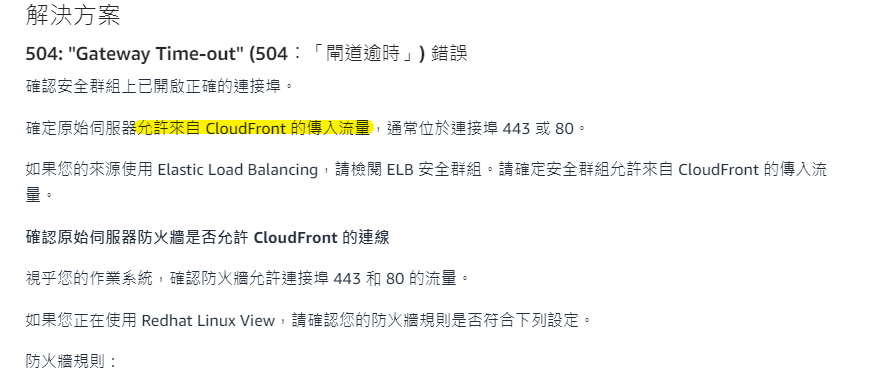 解決方案
504: "Gateway Time-out" (504：「閘道逾時」) 錯誤
確認安全群組上已開啟正確的連接埠。
確定原始伺服器允許來自 CloudFront 的傳入流量，通常位於連接埠 443 或 80。
如果您的來源使用 Elastic Load Balancing，請檢閱 ELB 安全群組。請確定安全群組允許來自 CloudFront 的傳入流
量。
確認原始伺服器防火牆是否允許 CloudFront 的連線
視乎您的作業系統，確認防火牆允許連接埠 443 和 80 的流量。
如果您正在使用 Redhat Linux View，請確認您的防火牆規則是否符合下列設定。
防火牆規則：